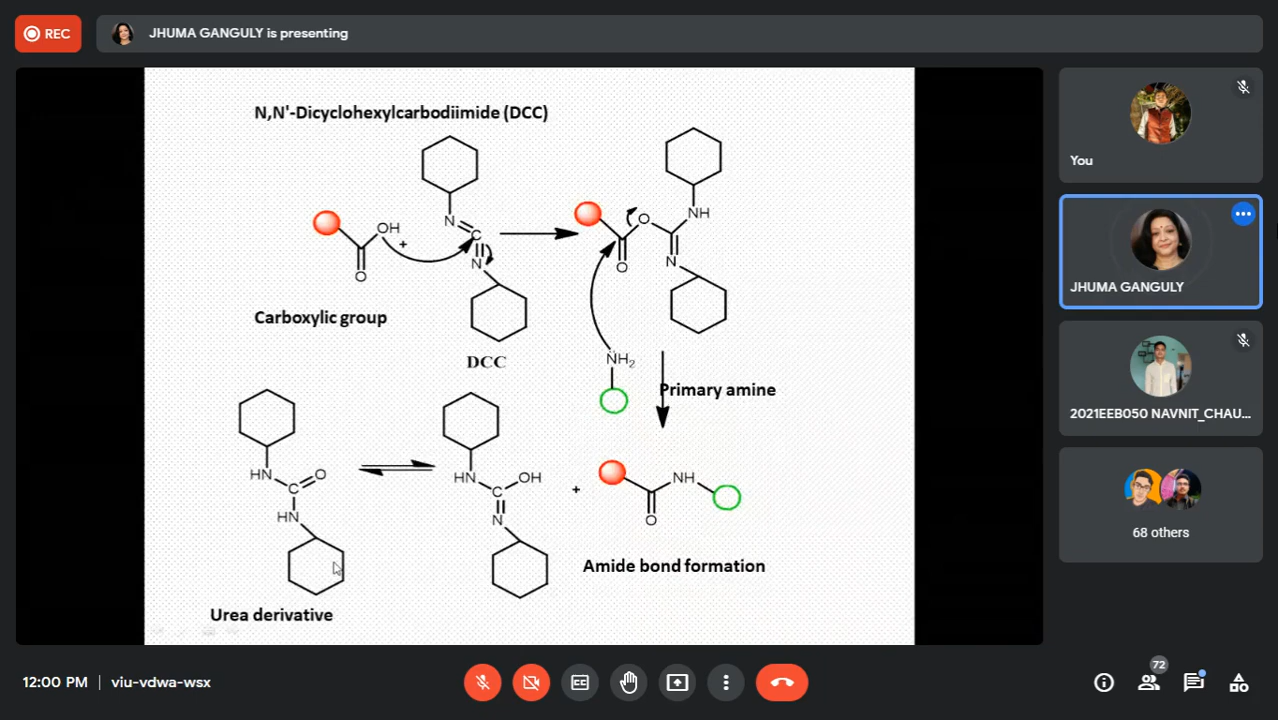 REC
JHUMA GANGULY is presenting
N,N'-Dicyclohexylcarbodiimide (DCC)
N
C
N
OH
+
O
Carboxylic group
DCC
O
NH
N
O
NH2
Primary amine
HN
O
C
HN
Urea derivative
HN
OH
C
N
+
NH
O
Amide bond formation
You
JHUMA GANGULY
2021EEB050 NAVNIT_CHAU...
68 others
12:00 PM | viu-vdwa-wsx
CC
72